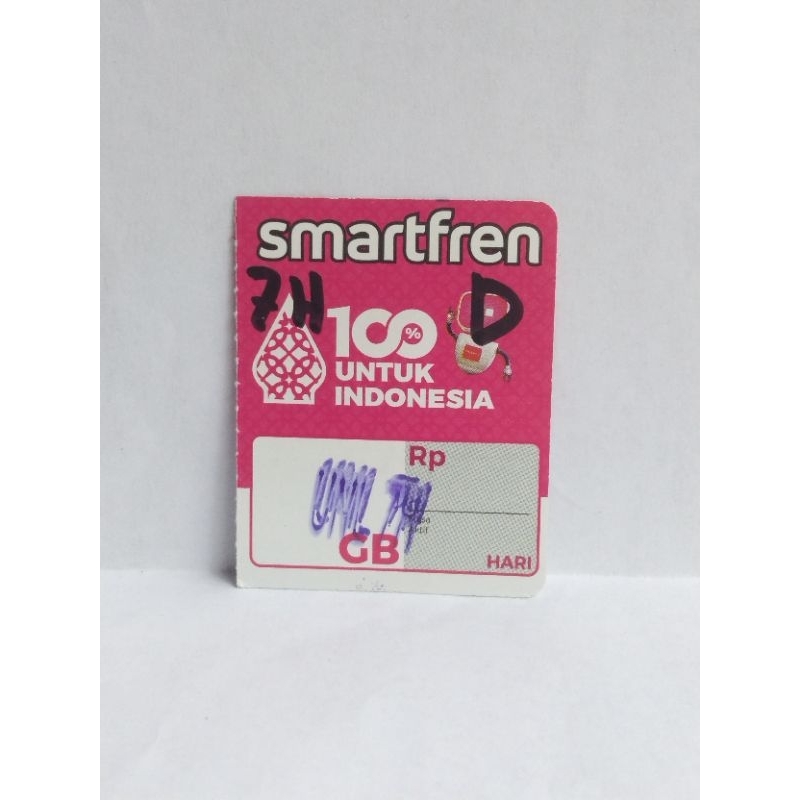 smartfren
7H D
100%
UNTUK
INDONESIA
Rp
GB
HARI